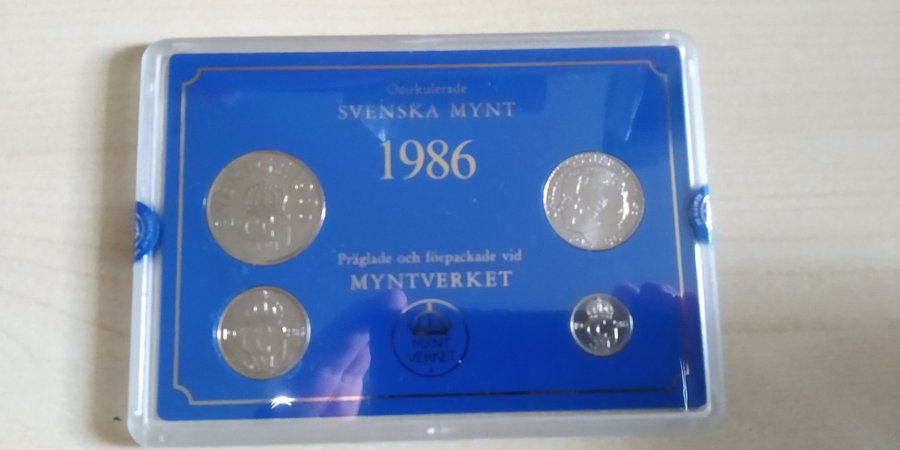 Ocirkulerade
SVENSKA MYNT
1986
Präglade och förpackade vid
MYNTVERKET
MYNT
VERKET